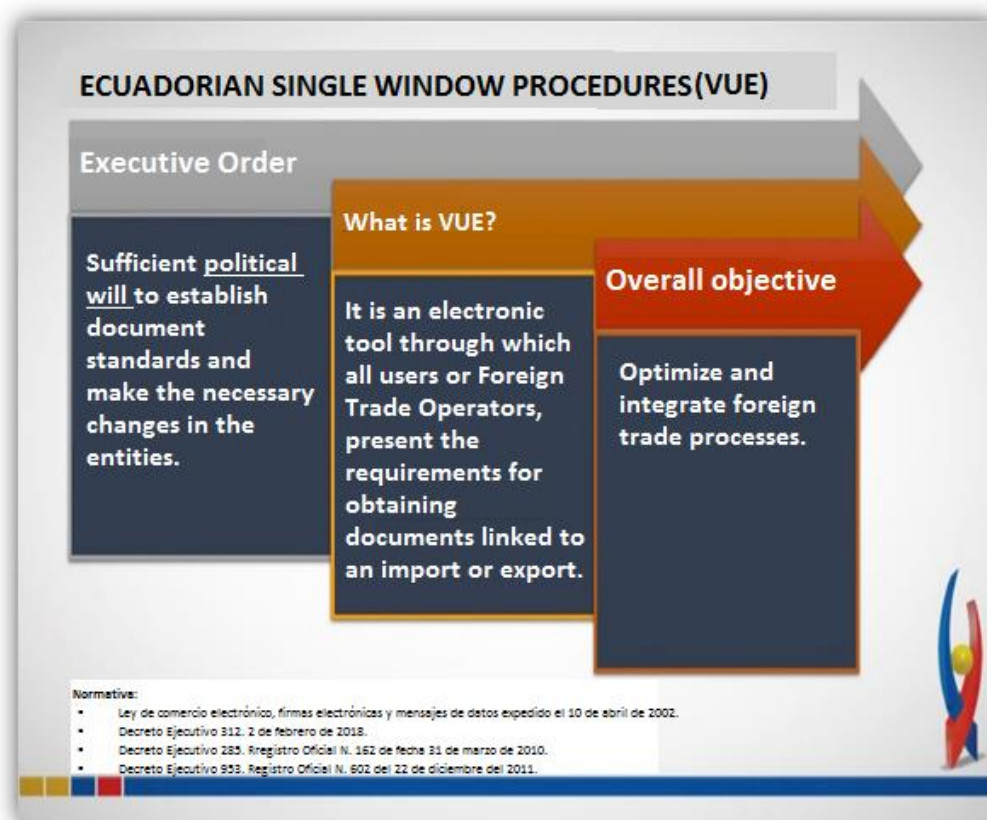 ECUADORIAN SINGLE WINDOW PROCEDURES(VUE)
Executive Order
Sufficient political
will to establish
document
standards and
make the necessary
changes in the
entities.
What is VUE?
It is an electronic
tool through which
all users or Foreign
Trade Operators,
present the
requirements for
obtaining
documents linked to
an import or export.
Overall objective
Optimize and
integrate foreign
trade processes.
Normativa:
▪ Ley de comercio electrónico, firmas electrónicas y mensajes de datos expedido el 10 de abril de 2002.
▪ Decreto Ejecutivo 312. 2 de febrero de 2018.
▪ Decreto Ejecutivo 285. Rregistro Oficial N. 162 de fecha 31 de marzo de 2010.
▪ Decreto Ejecutivo 953. Registro Oficial N. 602 del 22 de diciembre del 2011.